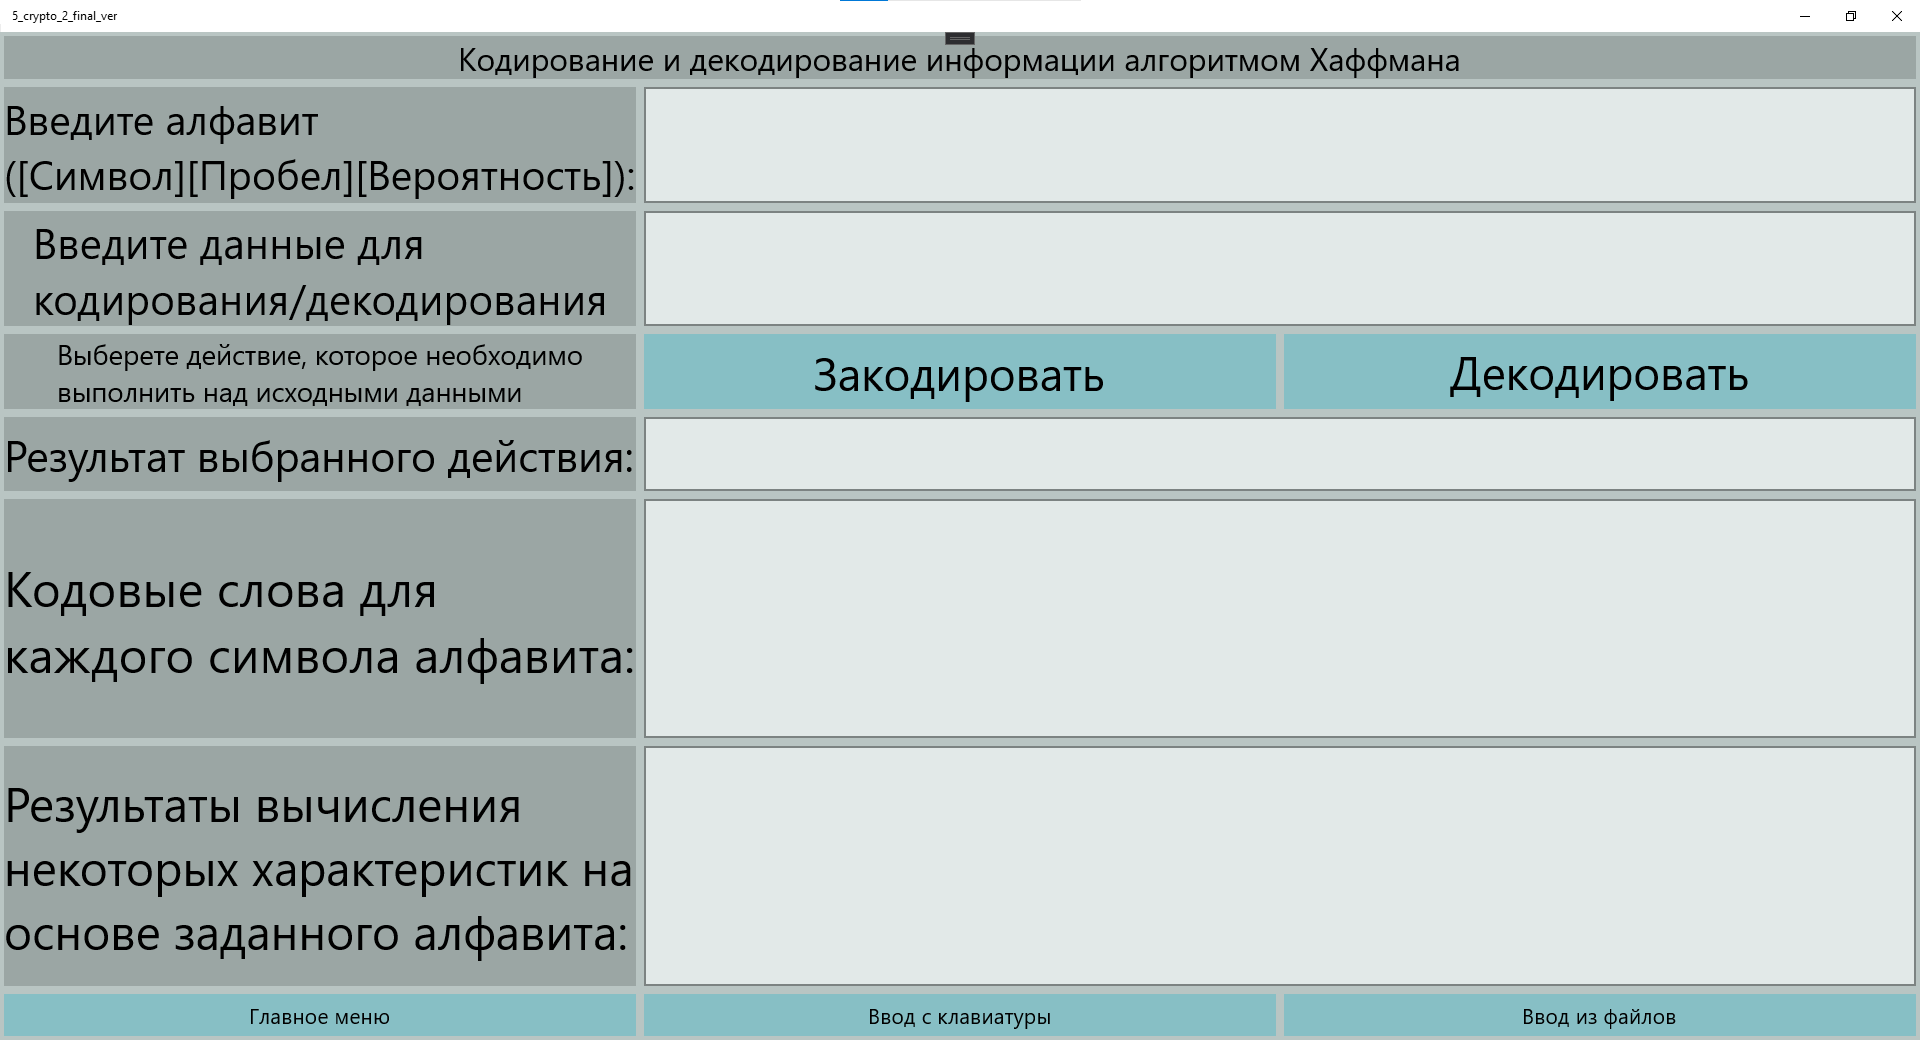 5_crypto_2_final_ver
Кодирование и декодирование информации алгоритмом Хаффмана
Введите алфавит
([Символ][Пробел][Вероятность]):
Введите данные для
кодирования/декодирования
Выберете действие, которое необходимо
выполнить над исходными данными
Закодировать
Декодировать
Результат выбранного действия:
Кодовые слова для
каждого символа алфавита:
Результаты вычисления
некоторых характеристик на
основе заданного алфавита:
Главное меню
Ввод с клавиатуры
Ввод из файлов